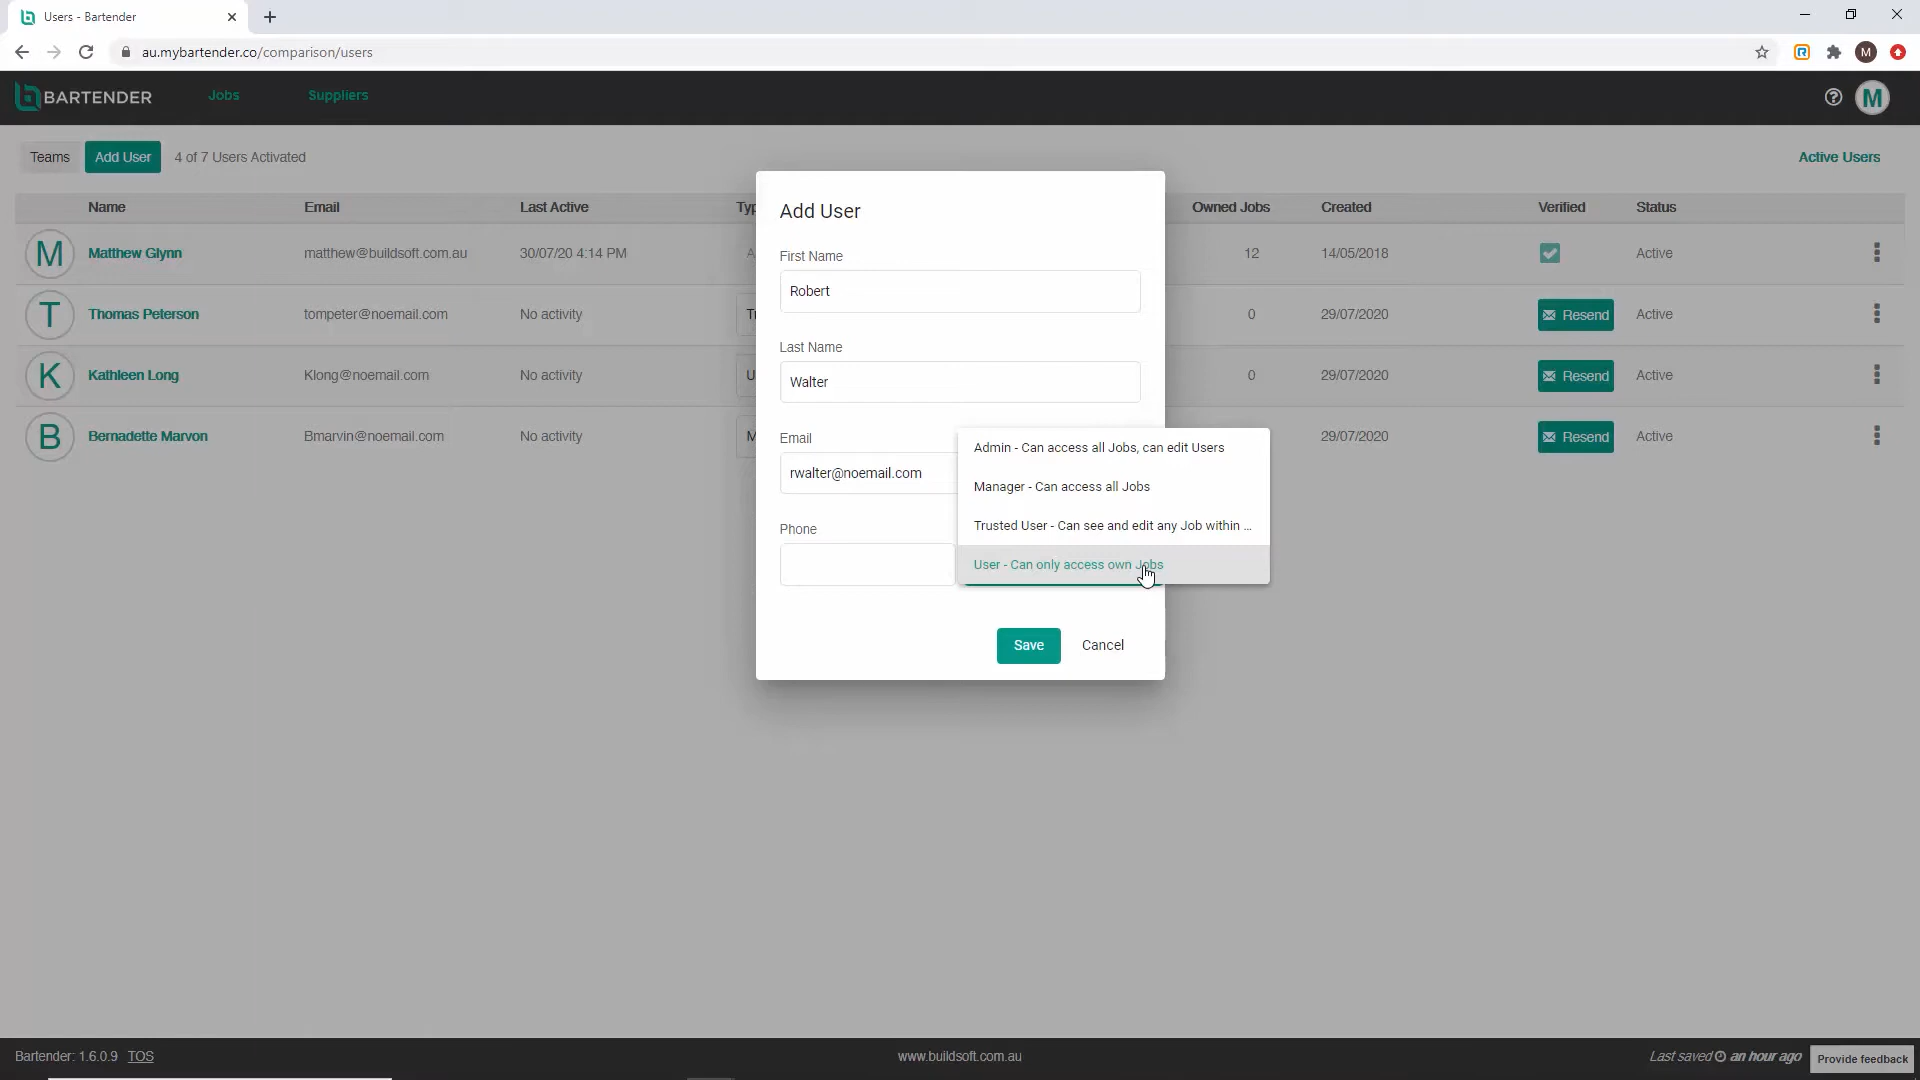 Users - Bartender
au.mybartender.co/comparison/users
M
BARTENDER Jobs Suppliers M
Teams Add User 4 of 7 Users Activated Active Users
Name Email Last Active Typ Owned Jobs Created Verified Status
M Matthew Glynn matthew@buildsoft.com.au 30/07/20 4:14 PM A 12 14/05/2018 Active
T Thomas Peterson tompeter@noemail.com No activity Tr 0 29/07/2020 Resend Active
K Kathleen Long Klong@noemail.com No activity U 0 29/07/2020 Resend Active
B Bernadette Marvon Bmarvin@noemail.com No activity M 29/07/2020 Resend Active
Add User
First Name
Robert
Last Name
Walter
Email
rwalter@noemail.com
Phone
Admin - Can access all Jobs, can edit Users
Manager - Can access all Jobs
Trusted User - Can see and edit any Job within ...
User - Can only access own Jobs
Save Cancel
Bartender: 1.6.0.9 TOS www.buildsoft.com.au Last saved an hour ago Provide feedback